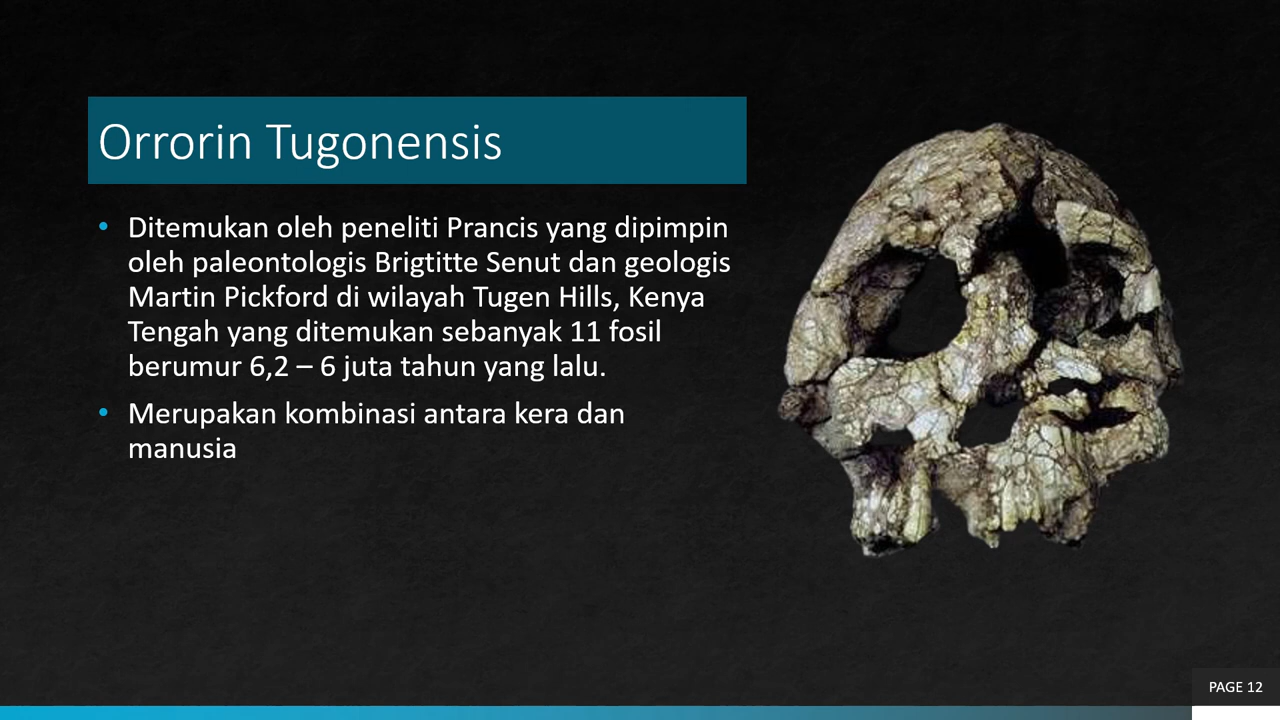 Orrorin Tugonensis
• Ditemukan oleh peneliti Prancis yang dipimpin
oleh paleontologis Brigtitte Senut dan geologis
Martin Pickford di wilayah Tugen Hills, Kenya
Tengah yang ditemukan sebanyak 11 fosil
berumur 6,2 – 6 juta tahun yang lalu.
• Merupakan kombinasi antara kera dan
manusia
PAGE 12